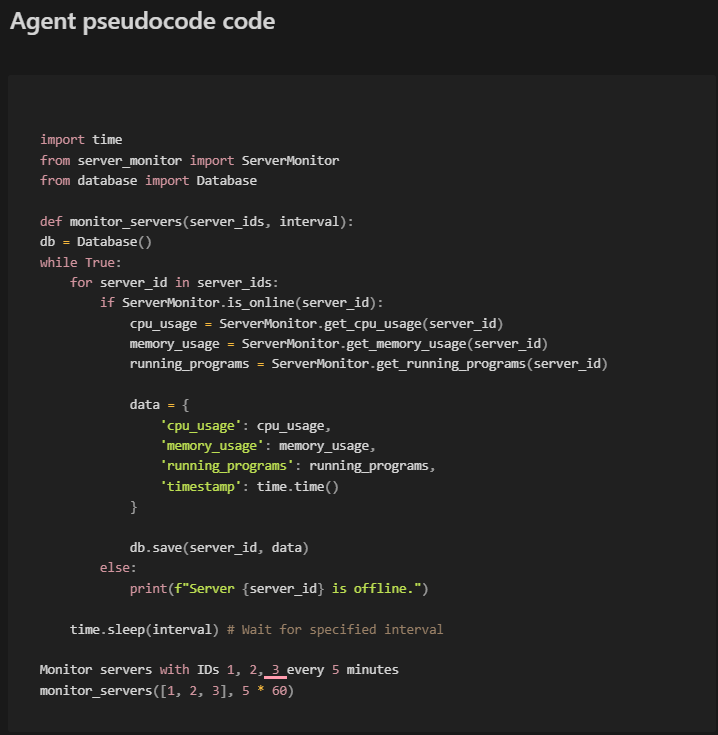 Agent pseudocode code
import time
from server_monitor import ServerMonitor
from database import Database
def monitor_servers(server_ids, interval):
db = Database()
while True:
    for server_id in server_ids:
        if ServerMonitor.is_online(server_id):
            cpu_usage = ServerMonitor.get_cpu_usage(server_id)
            memory_usage = ServerMonitor.get_memory_usage(server_id)
            running_programs = ServerMonitor.get_running_programs(server_id)
            data = {
                'cpu_usage': cpu_usage,
                'memory_usage': memory_usage,
                'running_programs': running_programs,
                'timestamp': time.time()
            }
            db.save(server_id, data)
        else:
            print(f"Server {server_id} is offline.")
    time.sleep(interval) # Wait for specified interval
Monitor servers with IDs 1, 2, 3 every 5 minutes
monitor_servers([1, 2, 3], 5 * 60)